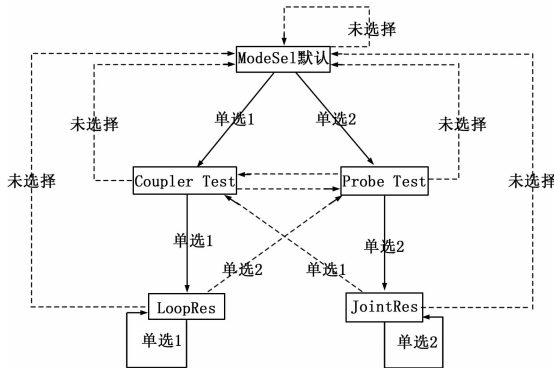 未选择
ModeSel默认
单选1
单选2
未选择
未选择
未选择
未选择
Coupler Test
Probe Test
单选1
单选2
单选2
单选1
LoopRes
JointRes
单选1
单选2